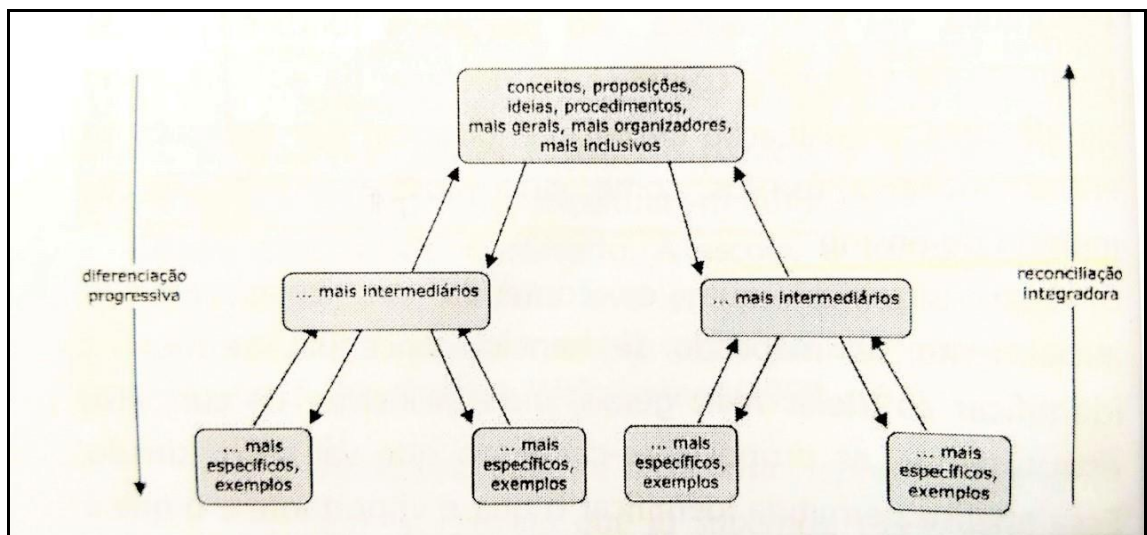 conceitos, proposições,
ideias, procedimentos,
mais gerais, mais organizadores,
mais inclusivos
diferenciação
progressiva
... mais intermediários
... mais intermediários
reconciliação
integradora
... mais
específicos,
exemplos
... mais
específicos,
exemplos
... mais
específicos,
exemplos
... mais
específicos,
exemplos